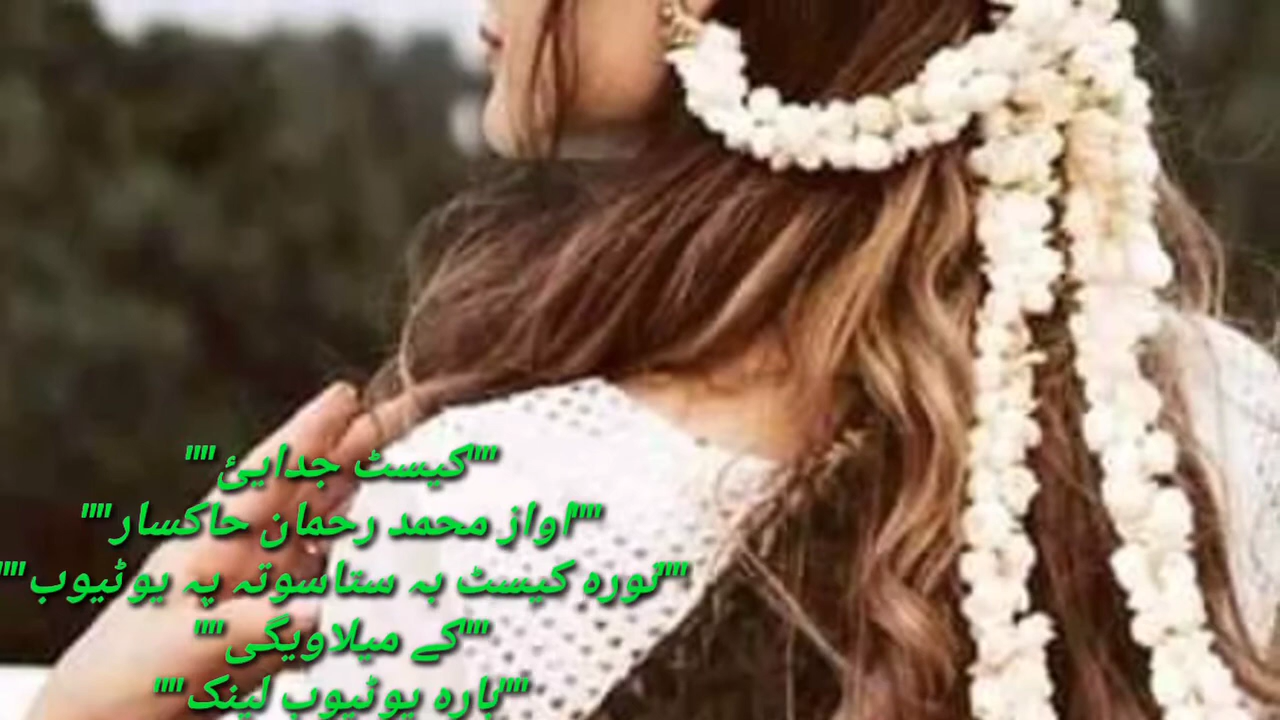 ""کیسٹ جدایئ""
""اواز محمد رحمان حاکسار""
""نورہ کیسٹ بہ ستاسوتہ پہ یوٹیوب""
""کے میلاویگی""
""بارہ یوٹیوب لینک""